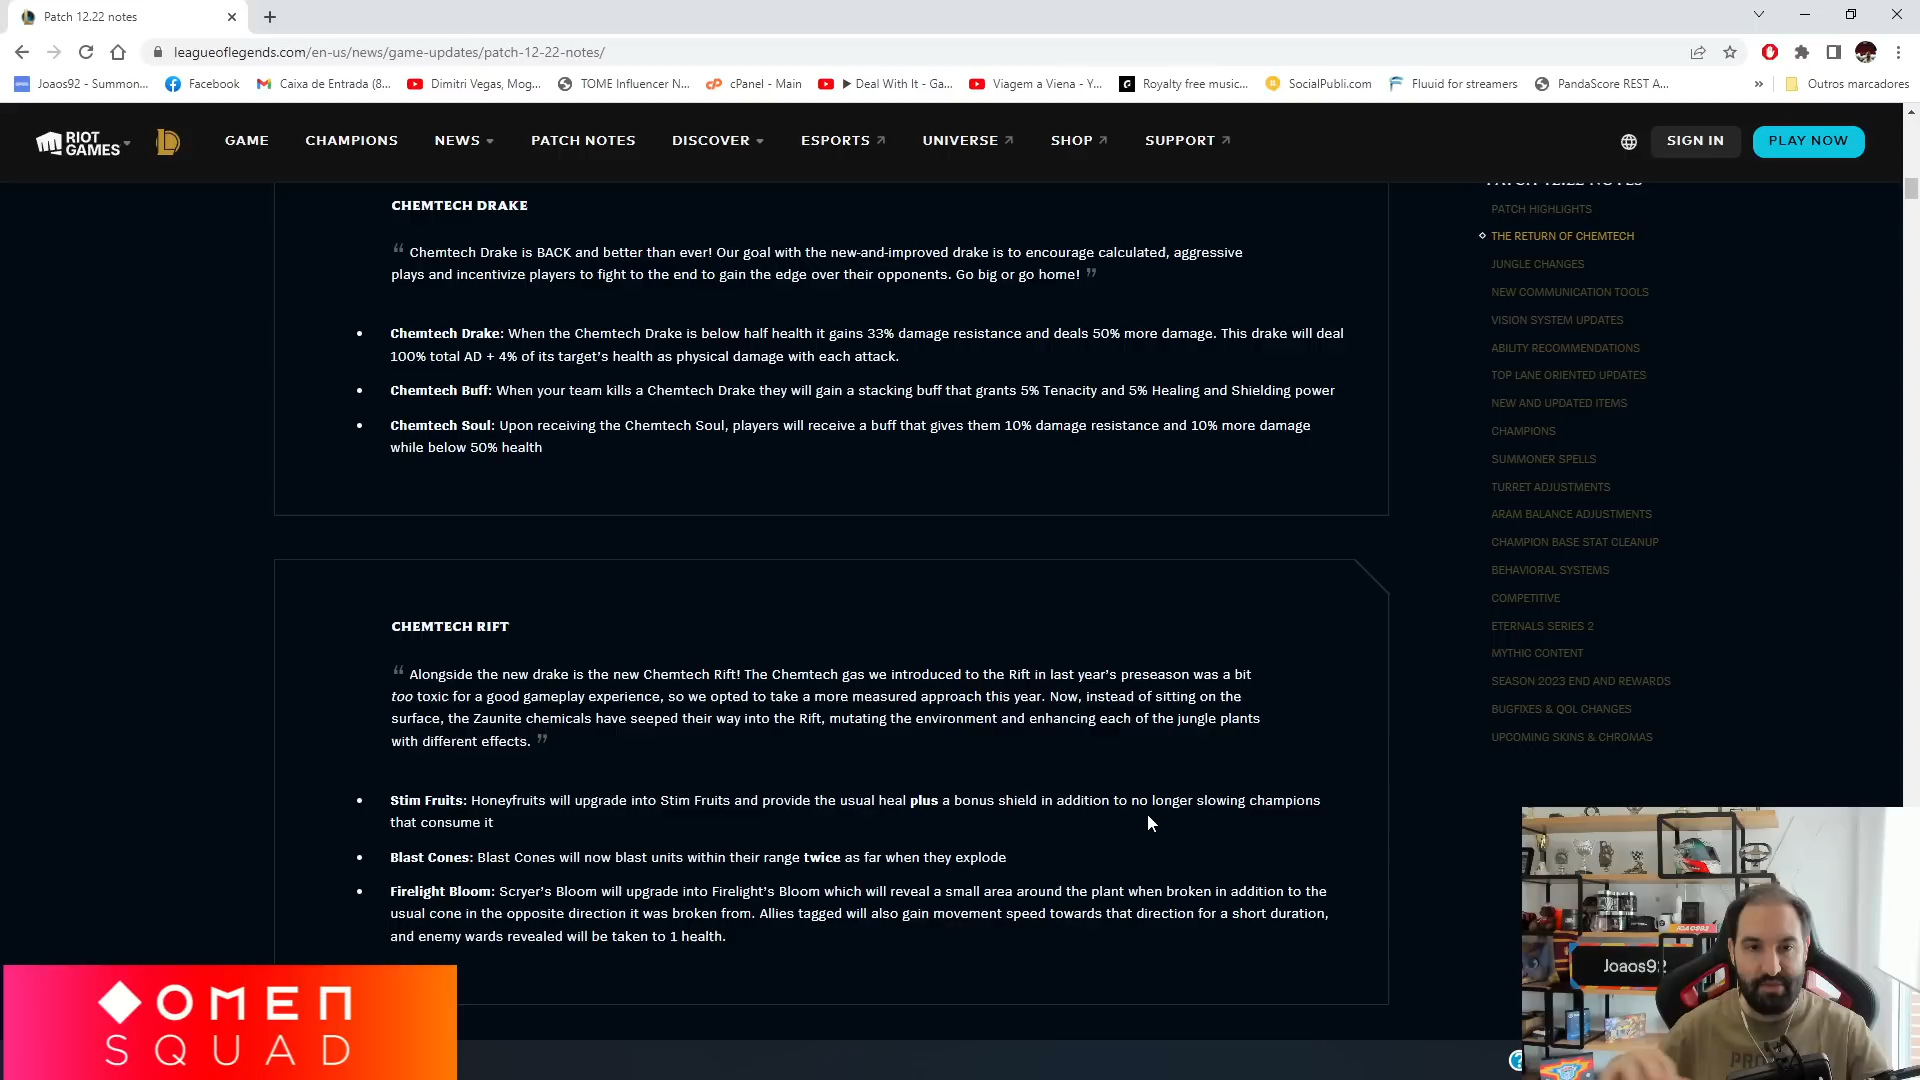 Patch 12.22 notes
leagueoflegends.com/en-us/news/game-updates/patch-12-22-notes/
Joaos92 - Summon... Facebook Caixa de Entrada (8... Dimitri Vegas, Mog... TOME Influencer N... cPanel - Main ▶ Deal With It - Ga... Viagem a Viena - Y... Royalty free music... SocialPubli.com Fluuid for streamers PandaScore REST A... » Outros marcadores
RIOT GAMES GAME CHAMPIONS NEWS PATCH NOTES DISCOVER ESPORTS UNIVERSE SHOP SUPPORT SIGN IN PLAY NOW
CHEMTECH DRAKE
“ Chemtech Drake is BACK and better than ever! Our goal with the new-and-improved drake is to encourage calculated, aggressive
plays and incentivize players to fight to the end to gain the edge over their opponents. Go big or go home! ”
• Chemtech Drake: When the Chemtech Drake is below half health it gains 33% damage resistance and deals 50% more damage. This drake will deal
100% total AD + 4% of its target’s health as physical damage with each attack.
• Chemtech Buff: When your team kills a Chemtech Drake they will gain a stacking buff that grants 5% Tenacity and 5% Healing and Shielding power
• Chemtech Soul: Upon receiving the Chemtech Soul, players will receive a buff that gives them 10% damage resistance and 10% more damage
while below 50% health
CHEMTECH RIFT
“ Alongside the new drake is the new Chemtech Rift! The Chemtech gas we introduced to the Rift in last year’s preseason was a bit
too toxic for a good gameplay experience, so we opted to take a more measured approach this year. Now, instead of sitting on the
surface, the Zaunite chemicals have seeped their way into the Rift, mutating the environment and enhancing each of the jungle plants
with different effects. ”
• Stim Fruits: Honeyfruits will upgrade into Stim Fruits and provide the usual heal plus a bonus shield in addition to no longer slowing champions
that consume it
• Blast Cones: Blast Cones will now blast units within their range twice as far when they explode
• Firelight Bloom: Scryer’s Bloom will upgrade into Firelight’s Bloom which will reveal a small area around the plant when broken in addition to the
usual cone in the opposite direction it was broken from. Allies tagged will also gain movement speed towards that direction for a short duration,
and enemy wards revealed will be taken to 1 health.
PATCH 12.22 NOTES
PATCH HIGHLIGHTS
THE RETURN OF CHEMTECH
JUNGLE CHANGES
NEW COMMUNICATION TOOLS
VISION SYSTEM UPDATES
ABILITY RECOMMENDATIONS
TOP LANE ORIENTED UPDATES
NEW AND UPDATED ITEMS
CHAMPIONS
SUMMONER SPELLS
TURRET ADJUSTMENTS
ARAM BALANCE ADJUSTMENTS
CHAMPION BASE STAT CLEANUP
BEHAVIORAL SYSTEMS
COMPETITIVE
ETERNALS SERIES 2
MYTHIC CONTENT
SEASON 2023 END AND REWARDS
BUGFIXES & QOL CHANGES
UPCOMING SKINS & CHROMAS
JOAO92
Joaos92
OMEN
SQUAD